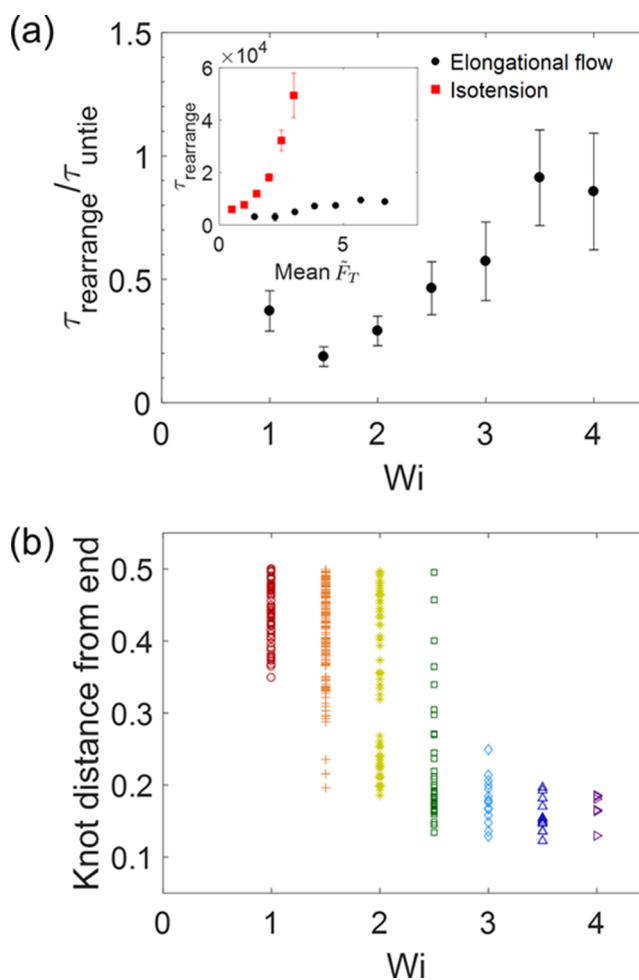 (a)
1.5
1
0.5
0
τrearrange/τuntie
0
1
2
3
4
Wi
×10⁴
6
4
2
0
τrearrange
0
5
Mean F̃T
Elongational flow
Isotension
(b)
0.5
0.4
0.3
0.2
0.1
Knot distance from end
0
1
2
3
4
Wi